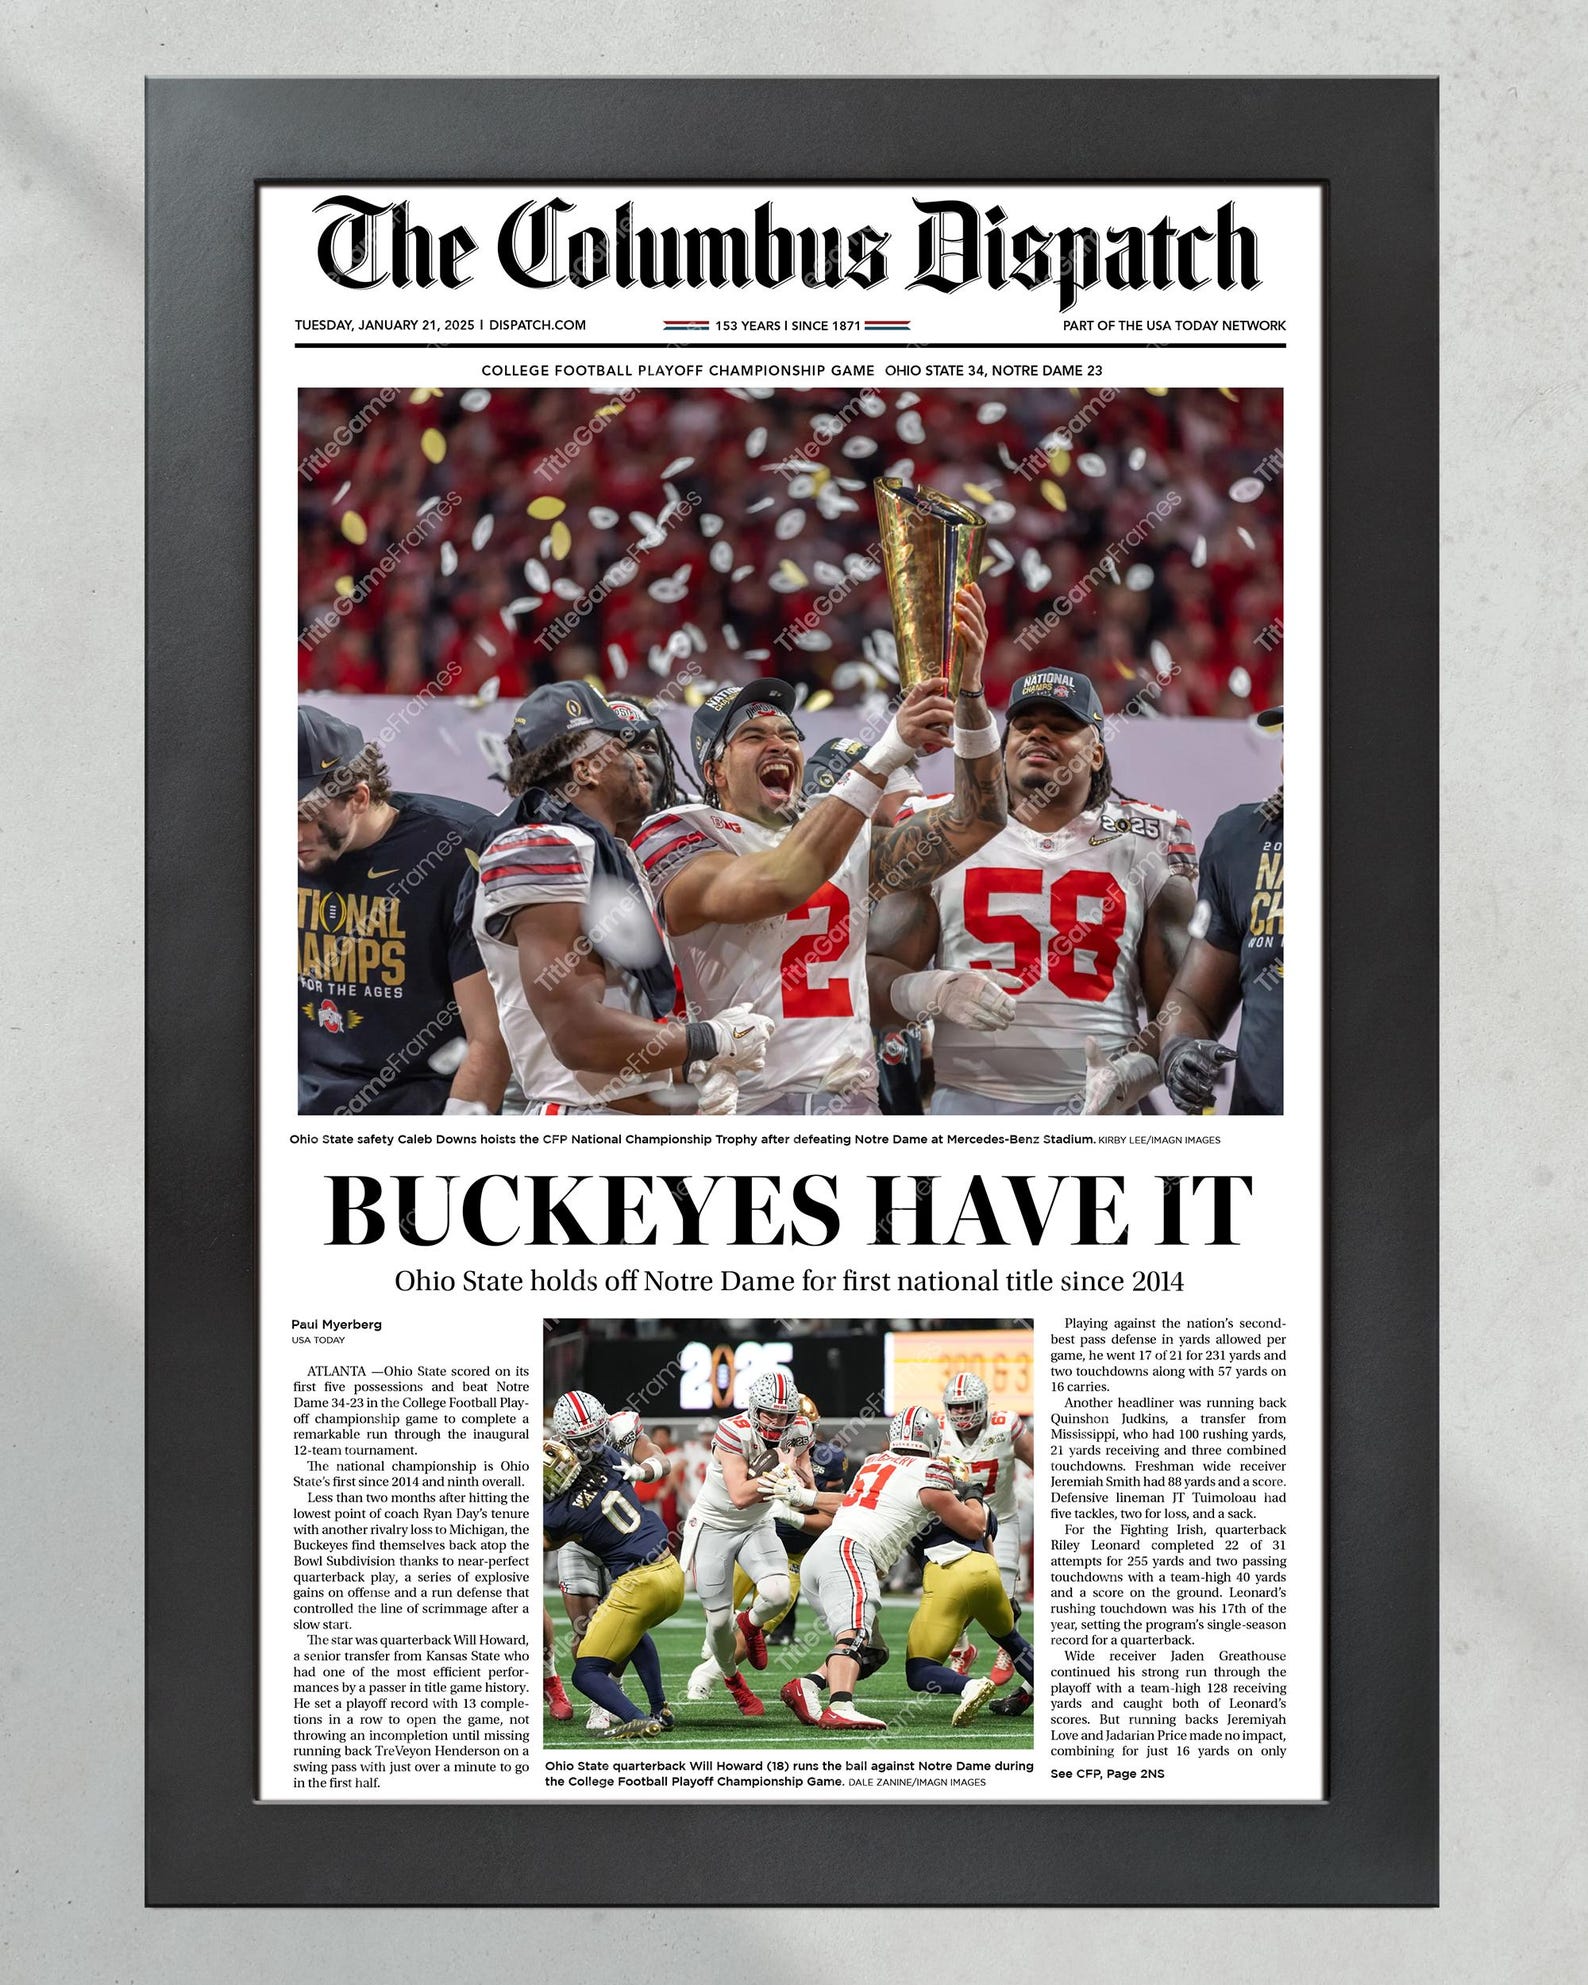 The Columbus Dispatch
TUESDAY, JANUARY 21, 2025 I DISPATCH.COM
153 YEARS I SINCE 1871
PART OF THE USA TODAY NETWORK
COLLEGE FOOTBALL PLAYOFF CHAMPIONSHIP GAME OHIO STATE 34, NOTRE DAME 23
NATIONAL
CHAMPS
B1G
2025
2
58
TIONAL
AMPS
FOR THE AGES
Ohio State safety Caleb Downs hoists the CFP National Championship Trophy after defeating Notre Dame at Mercedes-Benz Stadium. KIRBY LEE/IMAGN IMAGES
BUCKEYES HAVE IT
Ohio State holds off Notre Dame for first national title since 2014
Paul Myerberg
USA TODAY
ATLANTA —Ohio State scored on its
first five possessions and beat Notre
Dame 34-23 in the College Football Play-
off championship game to complete a
remarkable run through the inaugural
12-team tournament.
The national championship is Ohio
State's first since 2014 and ninth overall.
Less than two months after hitting the
lowest point of coach Ryan Day's tenure
with another rivalry loss to Michigan, the
Buckeyes find themselves back atop the
Bowl Subdivision thanks to near-perfect
quarterback play, a series of explosive
gains on offense and a run defense that
controlled the line of scrimmage after a
slow start.
The star was quarterback Will Howard,
a senior transfer from Kansas State who
had one of the most efficient perfor-
mances by a passer in title game history.
He set a playoff record with 13 comple-
tions in a row to open the game, not
throwing an incompletion until missing
running back TreVeyon Henderson on a
swing pass with just over a minute to go
in the first half.
2025
0
51
Ohio State quarterback Will Howard (18) runs the ball against Notre Dame during
the College Football Playoff Championship Game. DALE ZANINE/IMAGN IMAGES
Playing against the nation's second-
best pass defense in yards allowed per
game, he went 17 of 21 for 231 yards and
two touchdowns along with 57 yards on
16 carries.
Another headliner was running back
Quinshon Judkins, a transfer from
Mississippi, who had 100 rushing yards,
21 yards receiving and three combined
touchdowns. Freshman wide receiver
Jeremiah Smith had 88 yards and a score.
Defensive lineman JT Tuimoloau had
five tackles, two for loss, and a sack.
For the Fighting Irish, quarterback
Riley Leonard completed 22 of 31
attempts for 255 yards and two passing
touchdowns with a team-high 40 yards
and a score on the ground. Leonard's
rushing touchdown was his 17th of the
year, setting the program's single-season
record for a quarterback.
Wide receiver Jaden Greathouse
continued his strong run through the
playoff with a team-high 128 receiving
yards and caught both of Leonard's
scores. But running backs Jeremiyah
Love and Jadarian Price made no impact,
combining for just 16 yards on only
See CFP, Page 2NS
TitleGameFrames